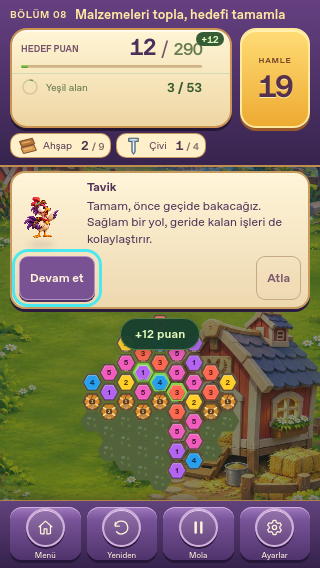 BÖLÜM 08 Malzemeleri topla, hedefi tamamla
HEDEF PUAN 12 / 290 +12
Yeşil alan 3 / 53
HAMLE
19
Ahşap 2 / 9 Çivi 1 / 4
Tavik
Tamam, önce geçide bakacağız.
Sağlam bir yol, geride kalan işleri de
kolaylaştırır.
Devam et Atla
+12 puan
Menü Yeniden Mola Ayarlar